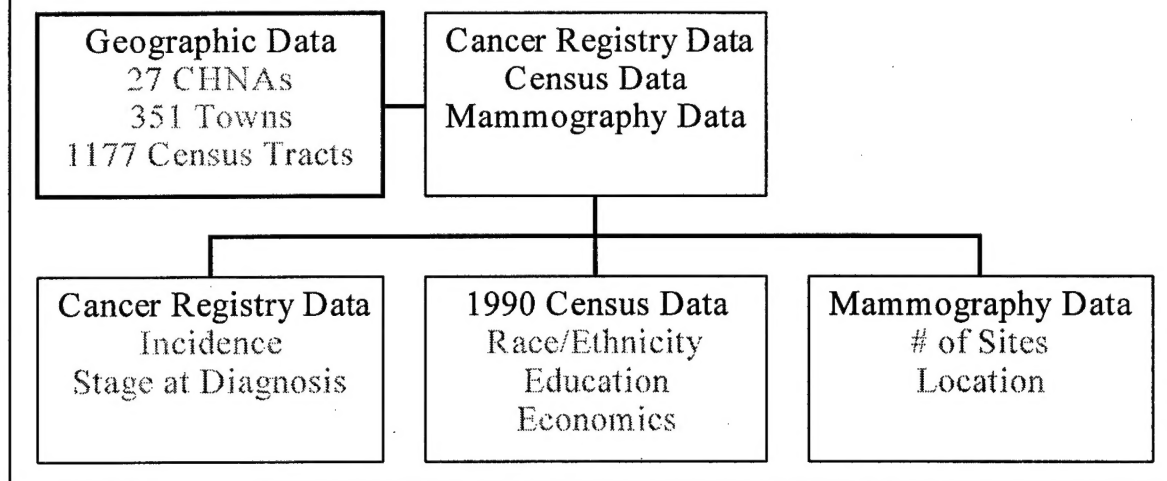 Geographic Data
27 CHNAs
351 Towns
1177 Census Tracts
Cancer Registry Data
Census Data
Mammography Data
Cancer Registry Data
Incidence
Stage at Diagnosis
1990 Census Data
Race/Ethnicity
Education
Economics
Mammography Data
# of Sites
Location